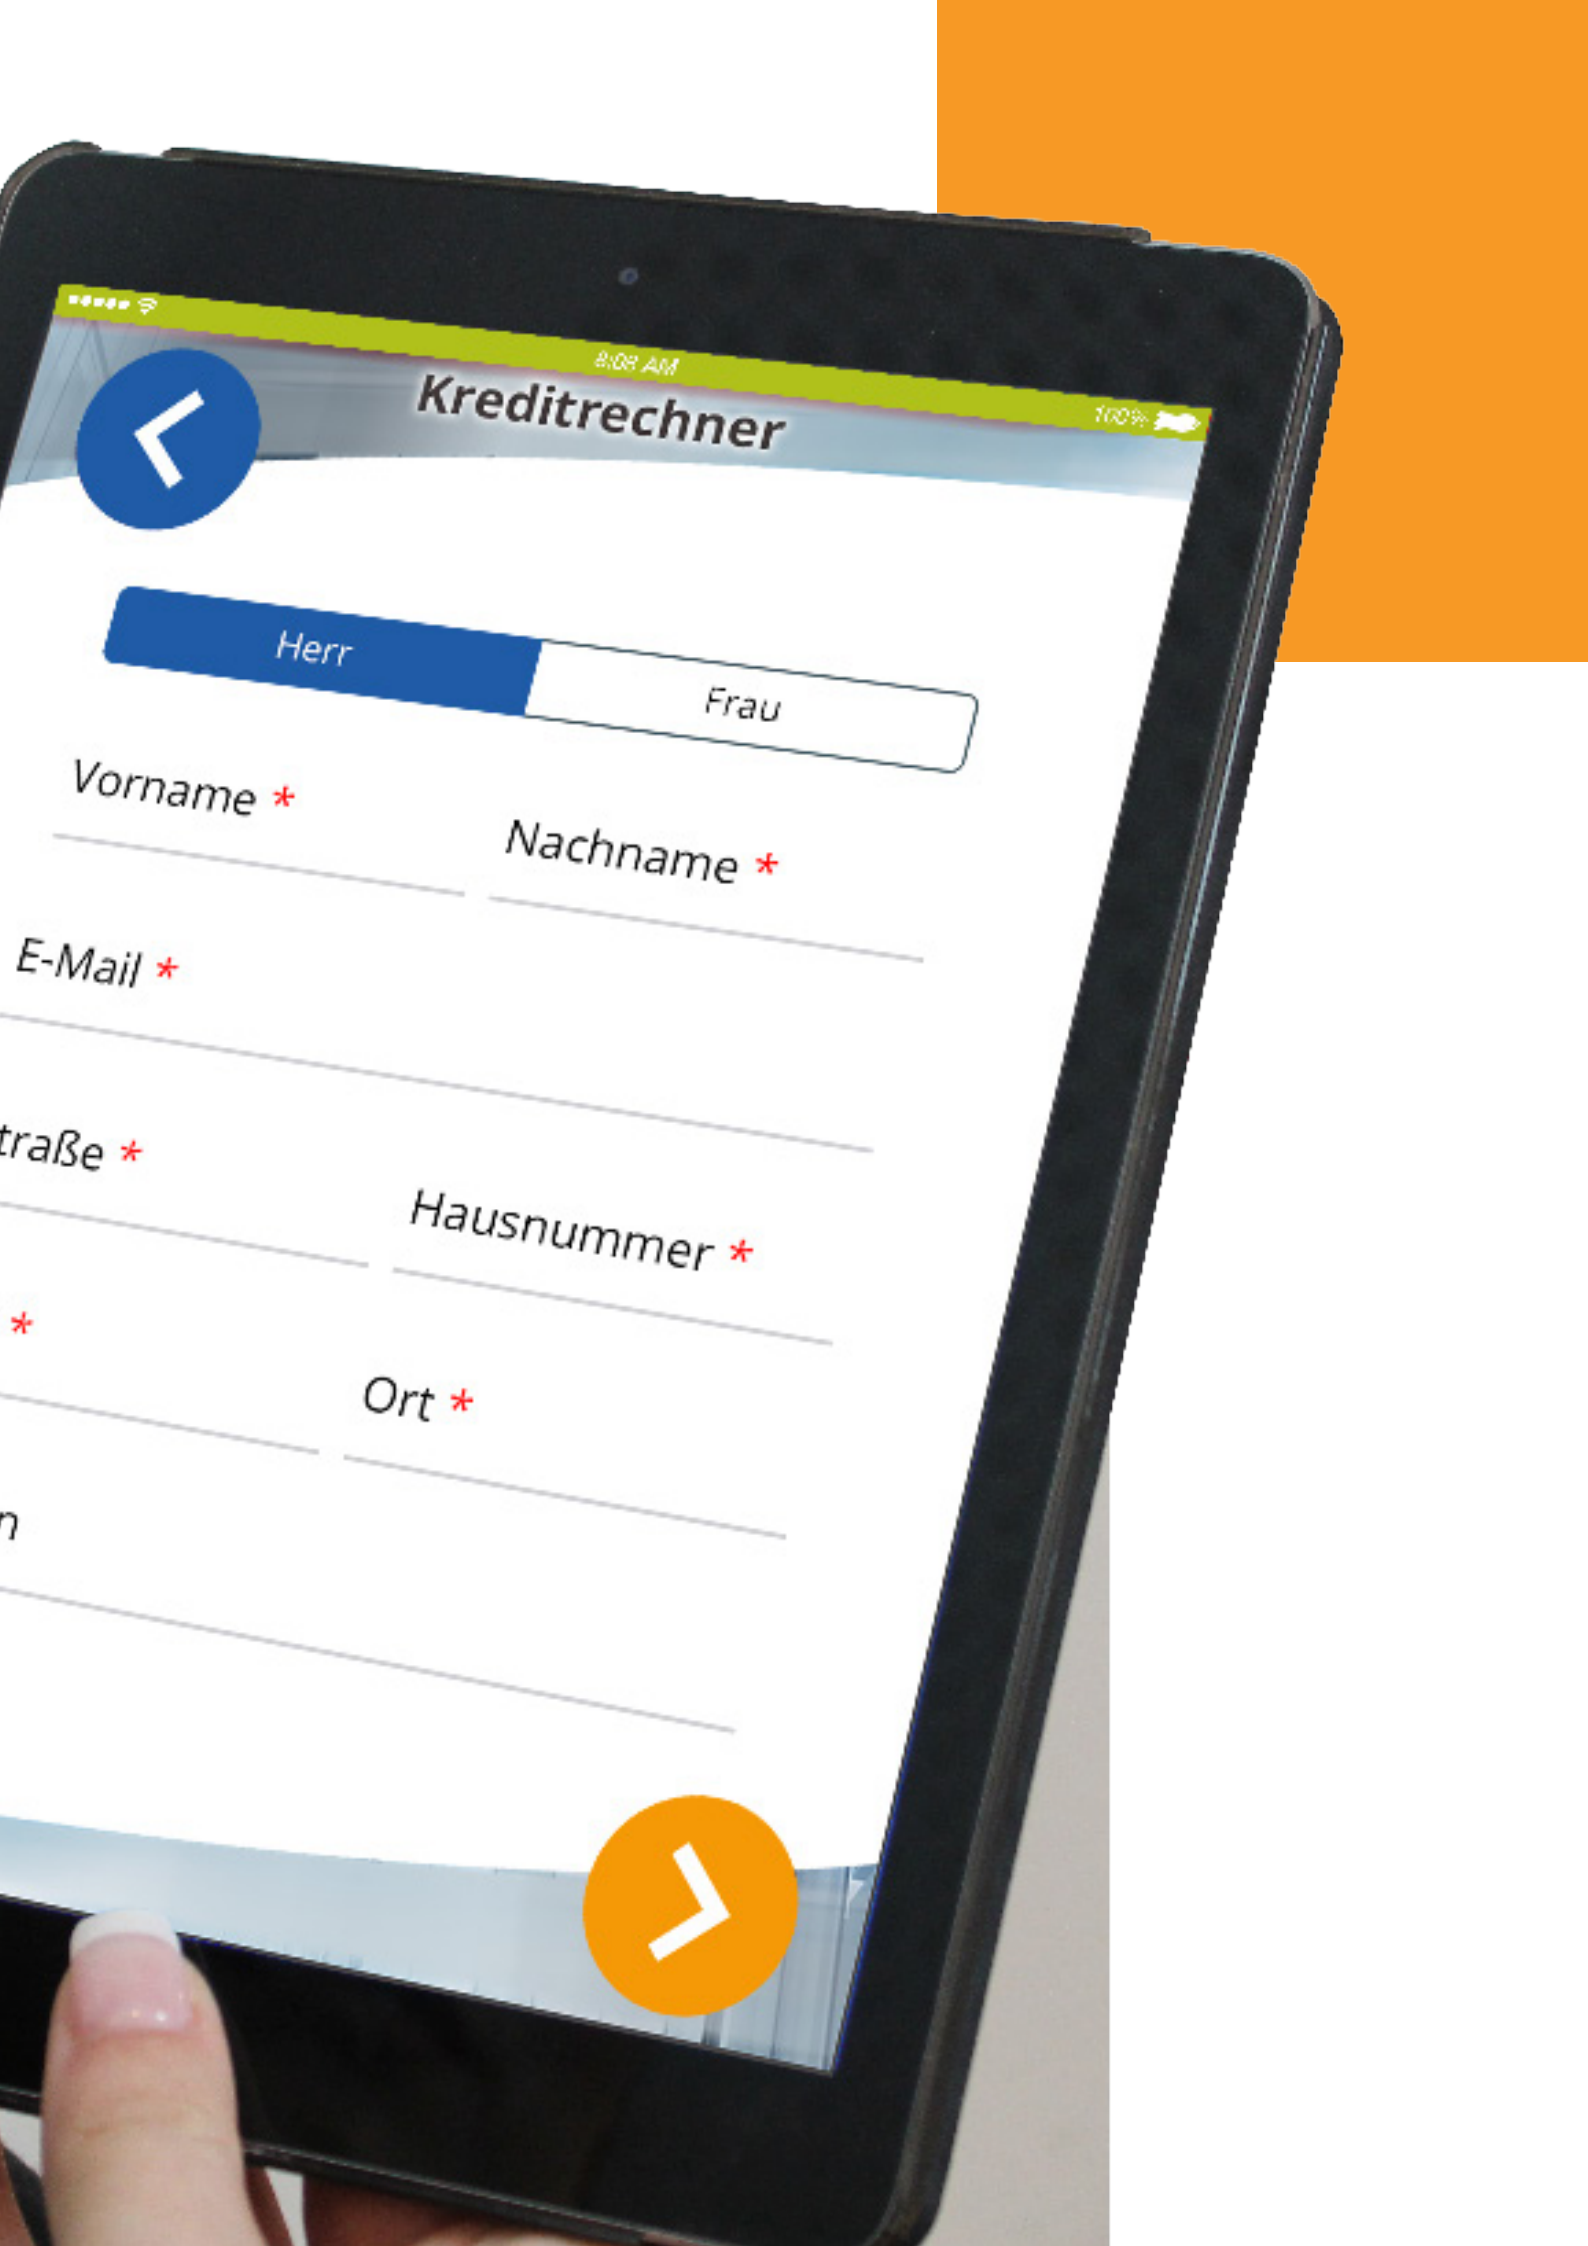 8:08 AM
100%
Kreditrechner
Herr
Frau
Vorname *
Nachname *
E-Mail *
traße *
Hausnummer *
*
Ort *
n